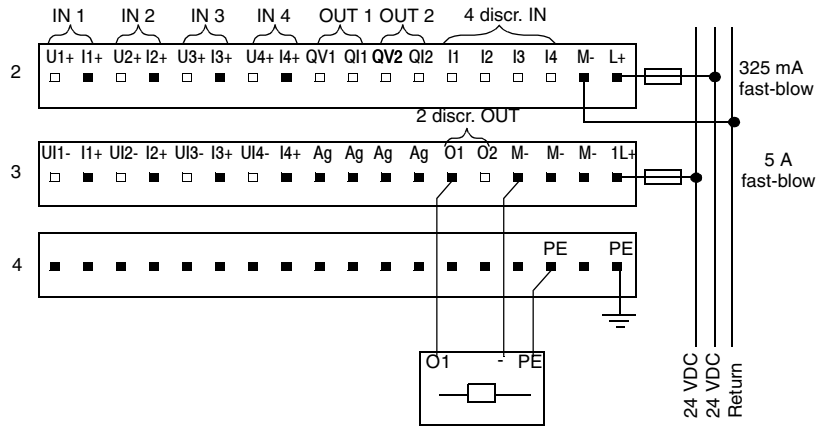 IN 1 IN 2 IN 3 IN 4 OUT 1 OUT 2 4 discr. IN
U1+ I1+ U2+ I2+ U3+ I3+ U4+ I4+ QV1 QI1 QV2 QI2 I1 I2 I3 I4 M- L+
2
325 mA
fast-blow
2 discr. OUT
UI1- I1+ UI2- I2+ UI3- I3+ UI4- I4+ Ag Ag Ag Ag O1 O2 M- M- M- 1L+
3
5 A
fast-blow
4
PE PE
O1 - PE
24 VDC
24 VDC
Return